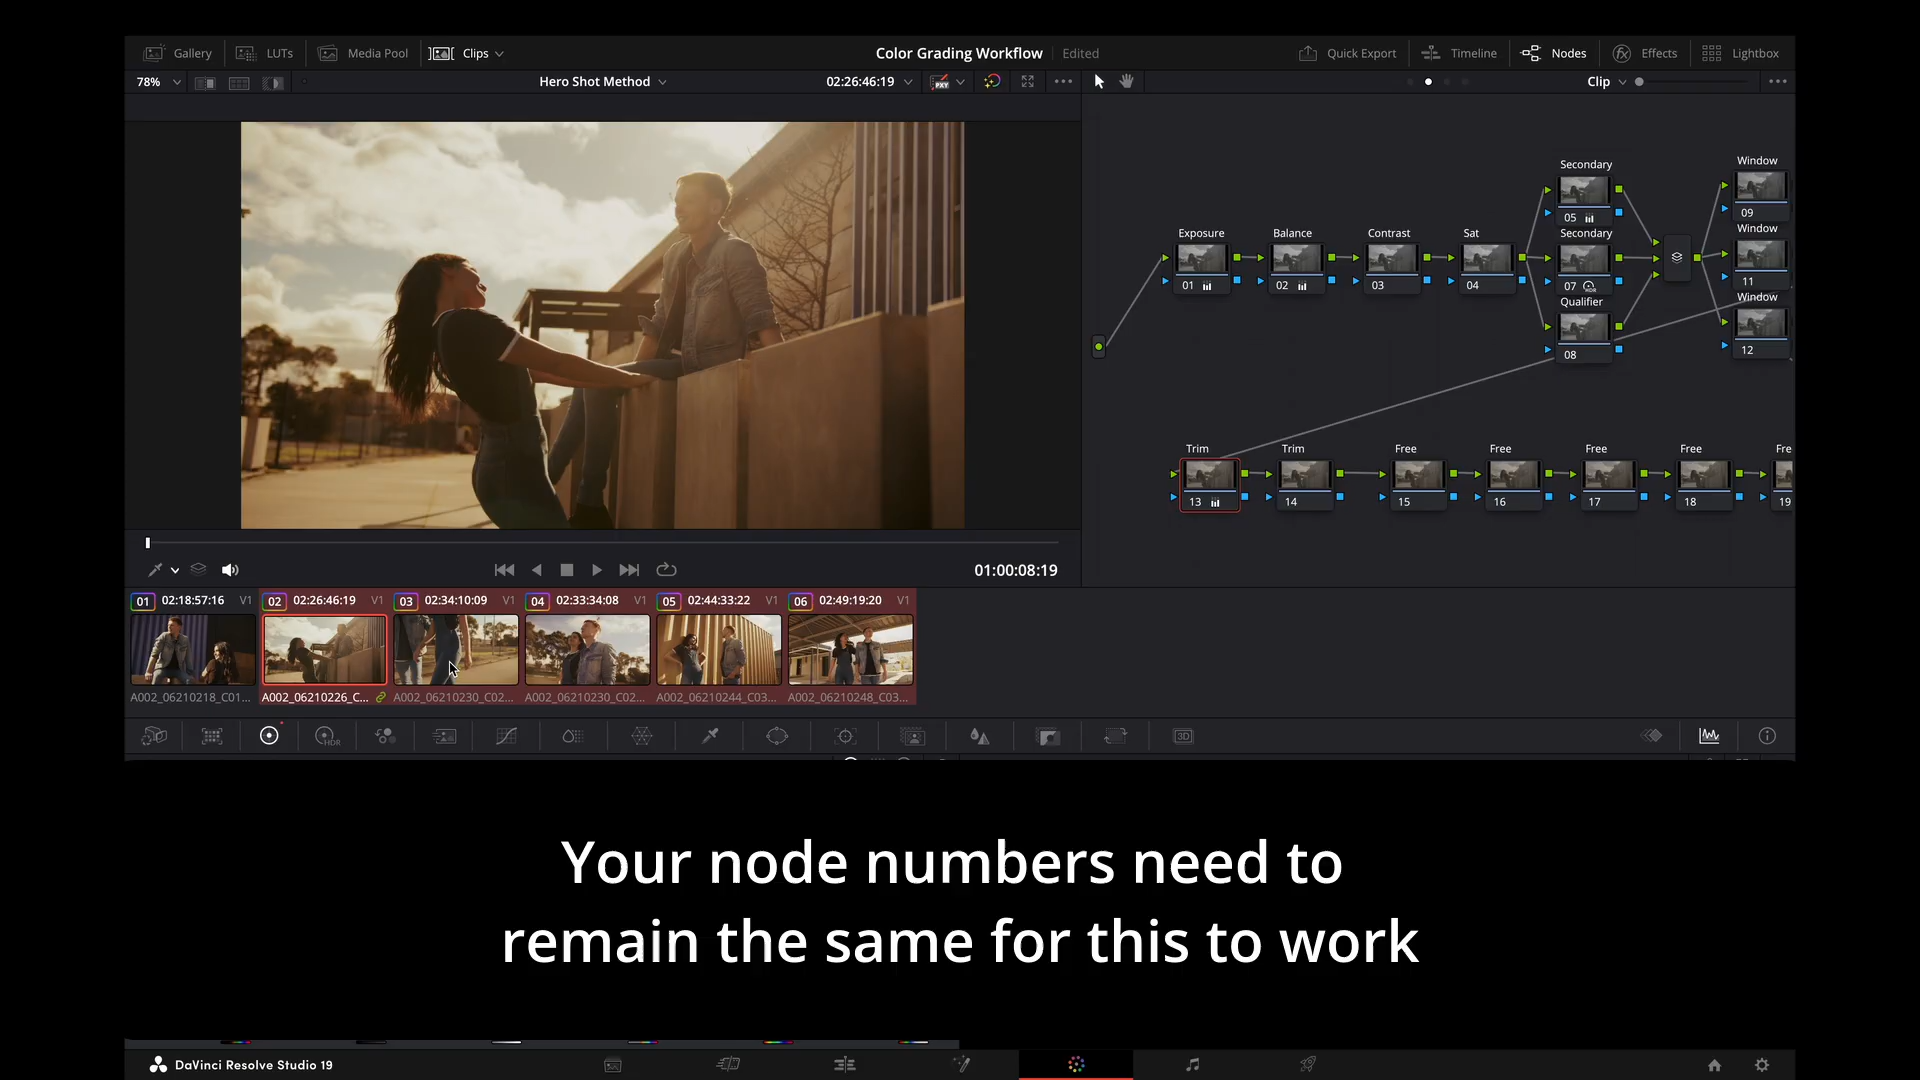 Gallery LUTs Media Pool Clips Color Grading Workflow Edited Quick Export Timeline Nodes Effects Lightbox
78% Hero Shot Method 02:26:46:19 PXY Clip
Secondary Window
05 09
Exposure Balance Contrast Sat Secondary Window
01 02 03 04 07 HDR 11
Qualifier Window
08 12
Trim Trim Free Free Free Free Fre
13 14 15 16 17 18 19
01:00:08:19
01 02:18:57:16 V1 02 02:26:46:19 V1 03 02:34:10:09 V1 04 02:33:34:08 V1 05 02:44:33:22 V1 06 02:49:19:20 V1
A002_06210218_C01... A002_06210226_C... A002_06210230_C02... A002_06210230_C02... A002_06210244_C03... A002_06210248_C03...
HDR 3D
Your node numbers need to
remain the same for this to work
DaVinci Resolve Studio 19